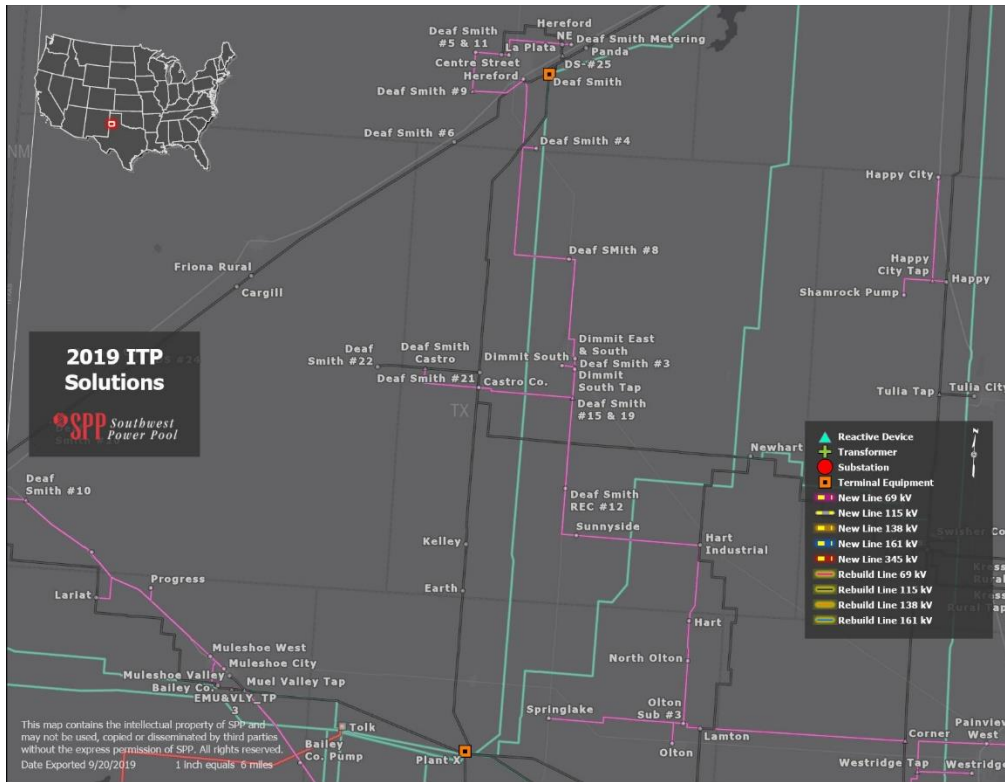 Hereford
NE
Deaf Smith
#5 & 11
La Plata
Deaf Smith Metering
Panda
Centre Street
DS-#25
Hereford
Deaf Smith
Deaf Smith #9
Deaf Smith #6
Deaf Smith #4
NM
Happy City
Deaf SMith #8
Friona Rural
Cargill
Happy
City Tap
Happy
Shamrock Pump
2019 ITP
Solutions
SPP Southwest
Power Pool
Deaf
Smith #22
Deaf Smith
Castro
Dimmit South
Dimmit East
& South
Deaf Smith #3
Dimmit
South Tap
Deaf Smith #21
Castro Co.
Deaf Smith
#15 & 19
TX
Tulia Tap
Tulia City
Newhart
Reactive Device
Transformer
Substation
Terminal Equipment
New Line 69 kV
New Line 115 kV
New Line 138 kV
New Line 161 kV
New Line 345 kV
Rebuild Line 69 kV
Rebuild Line 115 kV
Rebuild Line 138 kV
Rebuild Line 161 kV
N
Deaf
Smith #10
Deaf Smith
REC #12
Sunnyside
Hart
Industrial
Swisher Co
Kelley
Earth
Progress
Lariat
Hart
North Olton
Muleshoe West
Muleshoe City
Muleshoe Valley
Muel Valley Tap
Bailey Co.
EMU&VLY_TP
3
Springlake
Olton
Sub #3
Olton
Lamton
Corner
Painview
West
Westridge Tap
Westridge
Tolk
Bailey
Co. Pump
Plant X
This map contains the intellectual property of SPP and
may not be used, copied or disseminated by third parties
without the express permission of SPP. All rights reserved.
Date Exported 9/20/2019 1 inch equals 6 miles